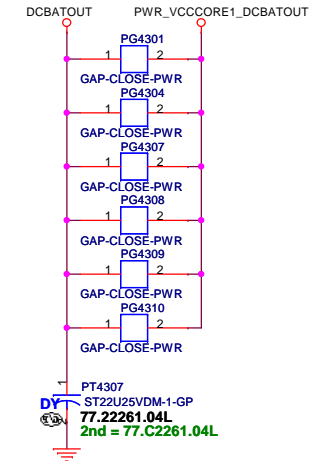 DCBATOUT PWR_VCCCORE1_DCBATOUT
PG4301
1 2
GAP-CLOSE-PWR
PG4304
1 2
GAP-CLOSE-PWR
PG4307
1 2
GAP-CLOSE-PWR
PG4308
1 2
GAP-CLOSE-PWR
PG4309
1 2
GAP-CLOSE-PWR
PG4310
1 2
GAP-CLOSE-PWR
1
PT4307
DY ST22U25VDM-1-GP
77.22261.04L
2nd = 77.C2261.04L